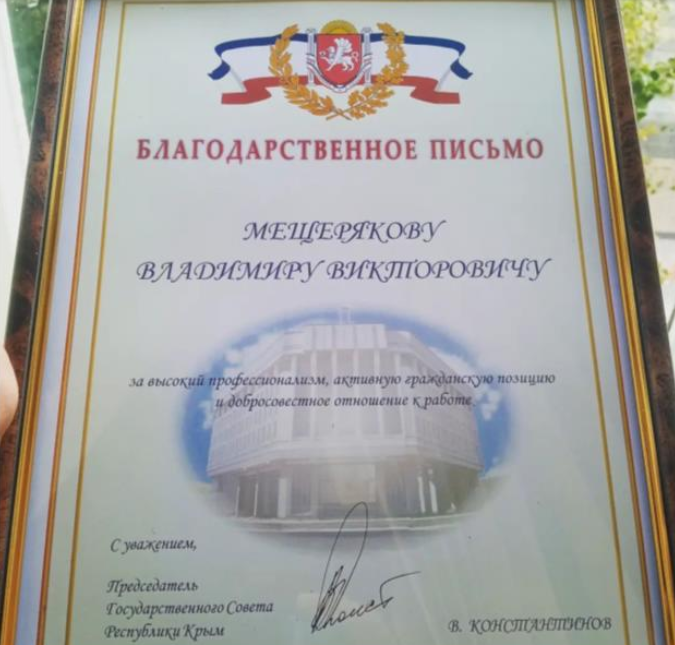 БЛАГОДАРСТВЕННОЕ ПИСЬМО
МЕЩЕРЯКОВУ
ВЛАДИМИРУ ВИКТОРОВИЧУ
за высокий профессионализм, активную гражданскую позицию
и добросовестное отношение к работе
С уважением,
Председатель
Государственного Совета
Республики Крым
В. КОНСТАНТИНОВ